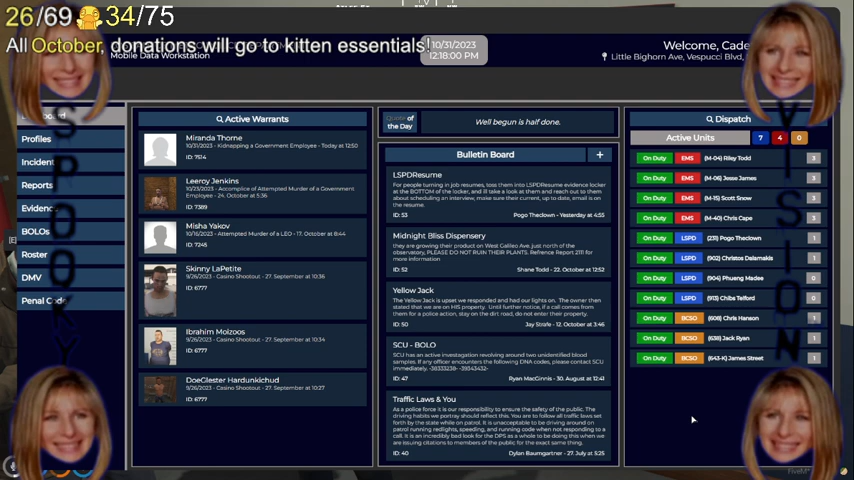 26/69 34/75
All October, donations will go to kitten essentials!
Mobile Data Workstation
10/31/2023
12:18:00 PM
Welcome, Cade
Little Bighorn Ave, Vespucci Blvd,
Profiles
Inciden
Reports
Evidenc
BOLOs
Roster
DMV
Penal Code
SPOOKY
VISION
Active Warrants
Miranda Thorne
10/31/2023 - Kidnapping a Government Employee - Today at 12:50
ID: 7514
Leeroy Jenkins
10/23/2023 - Accomplice of Attempted Murder of a Government
Employee - 24. October at 5:36
ID: 7389
Misha Yakov
10/16/2023 - Attempted Murder of a LEO - 17. October at 8:44
ID: 7245
Skinny LaPetite
9/26/2023 - Casino Shootout - 27. September at 10:36
ID: 6777
Ibrahim Moizoos
9/26/2023 - Casino Shootout - 27. September at 10:34
ID: 6777
DoeGlester Hardunkichud
9/26/2023 - Casino Shootout - 27. September at 10:27
ID: 6777
Quote of
the Day
Well begun is half done.
Bulletin Board +
LSPDResume
For people turning in job resumes, toss them into LSPDResume evidence locker
at the BOTTOM of the locker, and ill take a look at them and reach out to them
about scheduling an interview, make sure their current, up to date, email is on
the resume.
ID: 53 Pogo Theclown - Yesterday at 4:55
Midnight Bliss Dispensery
they are growing their product on West Galileo Ave. just north of the
observatory, PLEASE DO NOT RUIN THEIR PLANTS. Refrence Report 2111 for
more information
ID: 52 Shane Todd - 22. October at 12:52
Yellow Jack
The Yellow Jack is upset we responded and had our lights on. The owner then
stated that we are on HIS property. Until further notice, if a call comes from
them for a police action, stay on the dirt road, do not enter their property.
ID: 50 Jay Strafe - 12. October at 3:46
SCU - BOLO
SCU has an active investigation revolving around two unidentified blood
samples. If any officer encounters the following DNA codes, please contact SCU
immediately. -38333238- -39343432-
ID: 47 Ryan MacGinnis - 30. August at 12:41
Traffic Laws & You
As a police force it is our responsibility to ensure the safety of the public. The
driving habits we portray should reflect this. You are to follow all traffic laws set
forth by the state while on patrol. It is unacceptable to be driving around on
patrol running redlights, speeding, and running code when not responding to a
call. It is an incredibly bad look for the DPS as a whole to be doing this when we
are issuing citations to members of the public for the exact same thing.
ID: 40 Dylan Baumgartner - 27. July at 5:25
Dispatch
Active Units 7 4 0
On Duty EMS (M-04) Riley Todd 3
On Duty EMS (M-06) Jesse James 3
On Duty EMS (M-15) Scott Snow 3
On Duty EMS (M-40) Chris Cape 3
On Duty LSPD (231) Pogo Theclown 1
On Duty LSPD (902) Christos Dalamakis 1
On Duty LSPD (904) Phueng Madee 0
On Duty LSPD (913) Chiba Telford 0
On Duty BCSO (608) Chris Hanson 1
On Duty BCSO (638) Jack Ryan 1
On Duty BCSO (643-K) James Street 1
FiveM